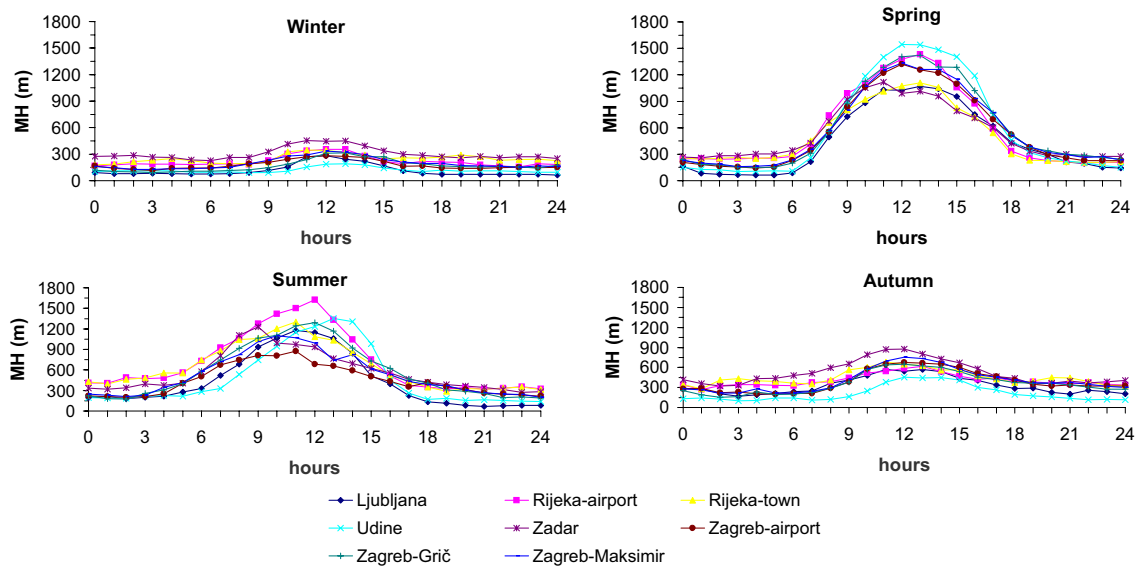 Winter
MH (m)
1800
1500
1200
900
600
300
0
0 3 6 9 12 15 18 21 24
hours
Spring
MH (m)
1800
1500
1200
900
600
300
0
0 3 6 9 12 15 18 21 24
hours
Summer
MH (m)
1800
1500
1200
900
600
300
0
0 3 6 9 12 15 18 21 24
hours
Autumn
MH (m)
1800
1500
1200
900
600
300
0
0 3 6 9 12 15 18 21 24
hours
Ljubljana Rijeka-airport Rijeka-town
Udine Zadar Zagreb-airport
Zagreb-Grič Zagreb-Maksimir